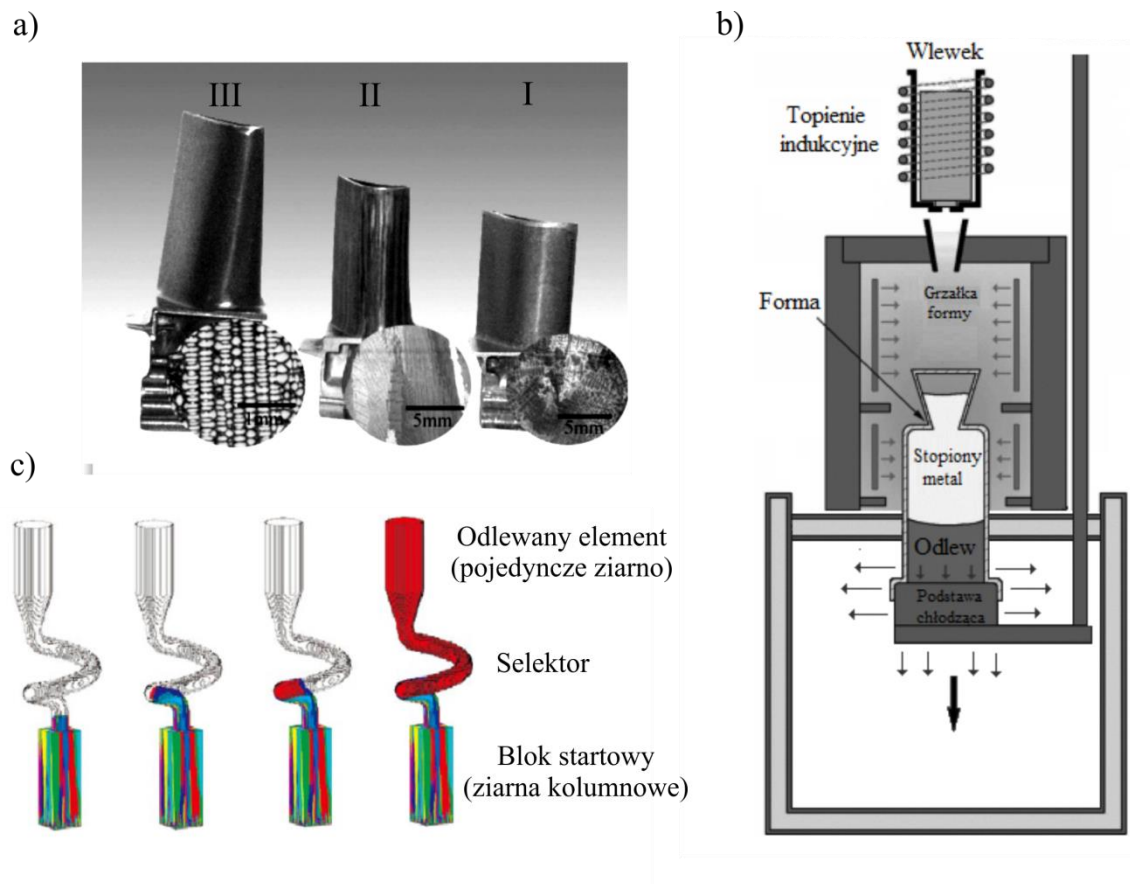 a)
III
II
I
1mm
5mm
5mm
b)
Wlewek
Topienie
indukcyjne
Grzałka
formy
Forma
Stopiony
metal
Odlew
Podstawa
chłodząca
c)
Odlewany element
(pojedyncze ziarno)
Selektor
Blok startowy
(ziarna kolumnowe)